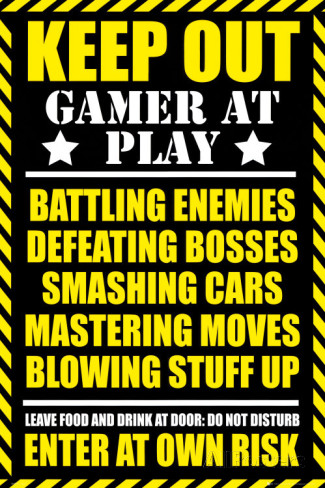 KEEP OUT
GAMER AT
PLAY
BATTLING ENEMIES
DEFEATING BOSSES
SMASHING CARS
MASTERING MOVES
BLOWING STUFF UP
LEAVE FOOD AND DRINK AT DOOR: DO NOT DISTURB
ENTER AT OWN RISK